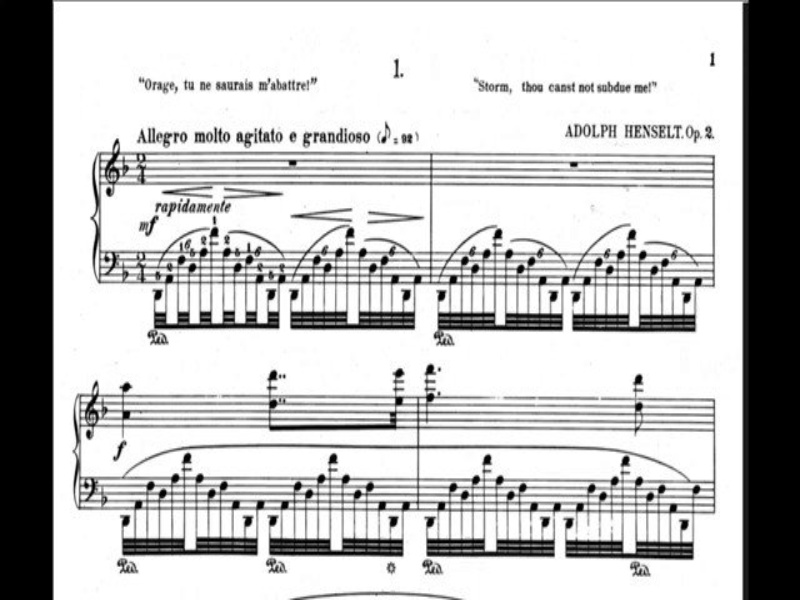 1
1.
"Orage, tu ne saurais m'abattre!" "Storm, thou canst not subdue me!"
Allegro molto agitato e grandioso (♪ = 92)
ADOLPH HENSELT. Op. 2.
rapidamente
mf
f